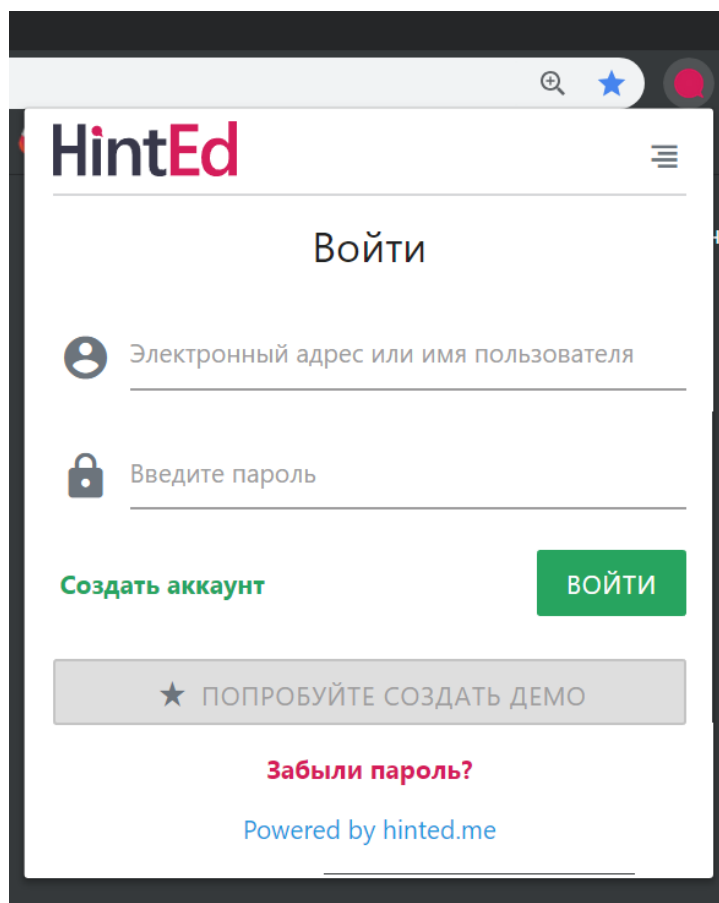 HintEd
Войти
Электронный адрес или имя пользователя
Введите пароль
Создать аккаунт
ВОЙТИ
ПОПРОБУЙТЕ СОЗДАТЬ ДЕМО
Забыли пароль?
Powered by hinted.me